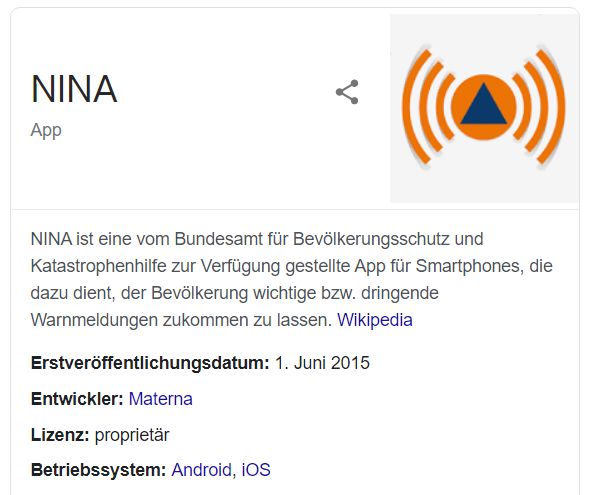 NINA
App
NINA ist eine vom Bundesamt für Bevölkerungsschutz und
Katastrophenhilfe zur Verfügung gestellte App für Smartphones, die
dazu dient, der Bevölkerung wichtige bzw. dringende
Warnmeldungen zukommen zu lassen. Wikipedia
Erstveröffentlichungsdatum: 1. Juni 2015
Entwickler: Materna
Lizenz: proprietär
Betriebssystem: Android, iOS